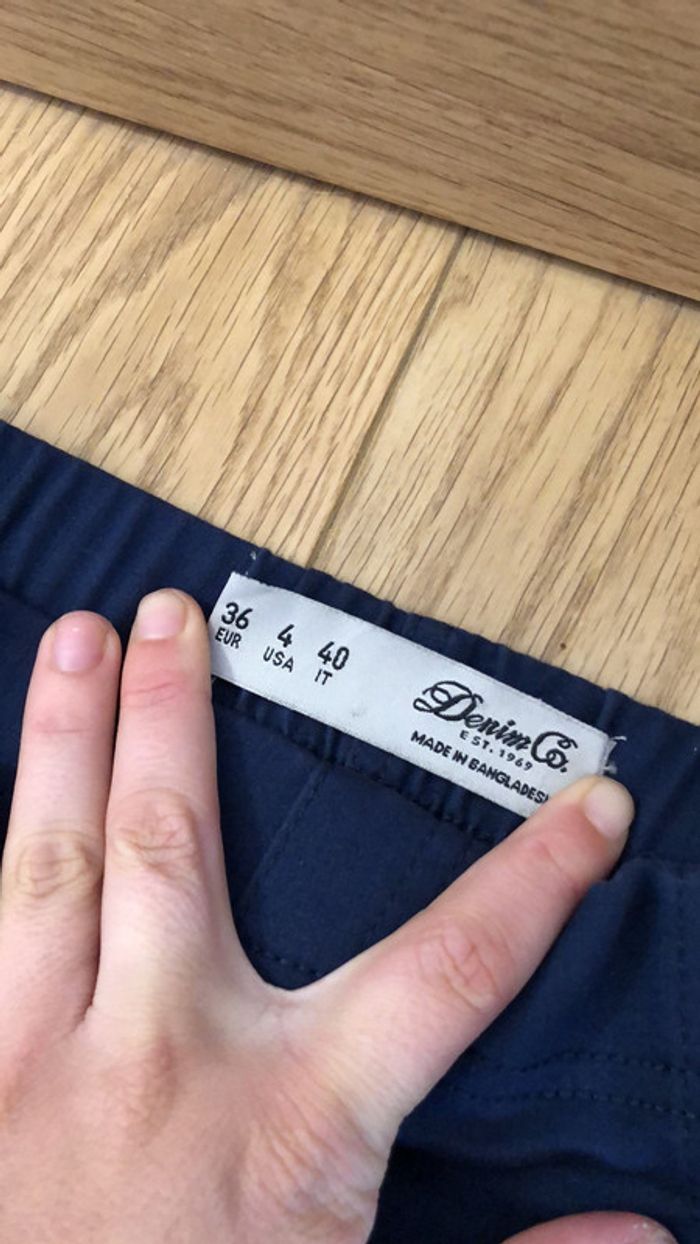 36 4 40
EUR USA IT
Denim Co.
EST. 1969
MADE IN BANGLADESH